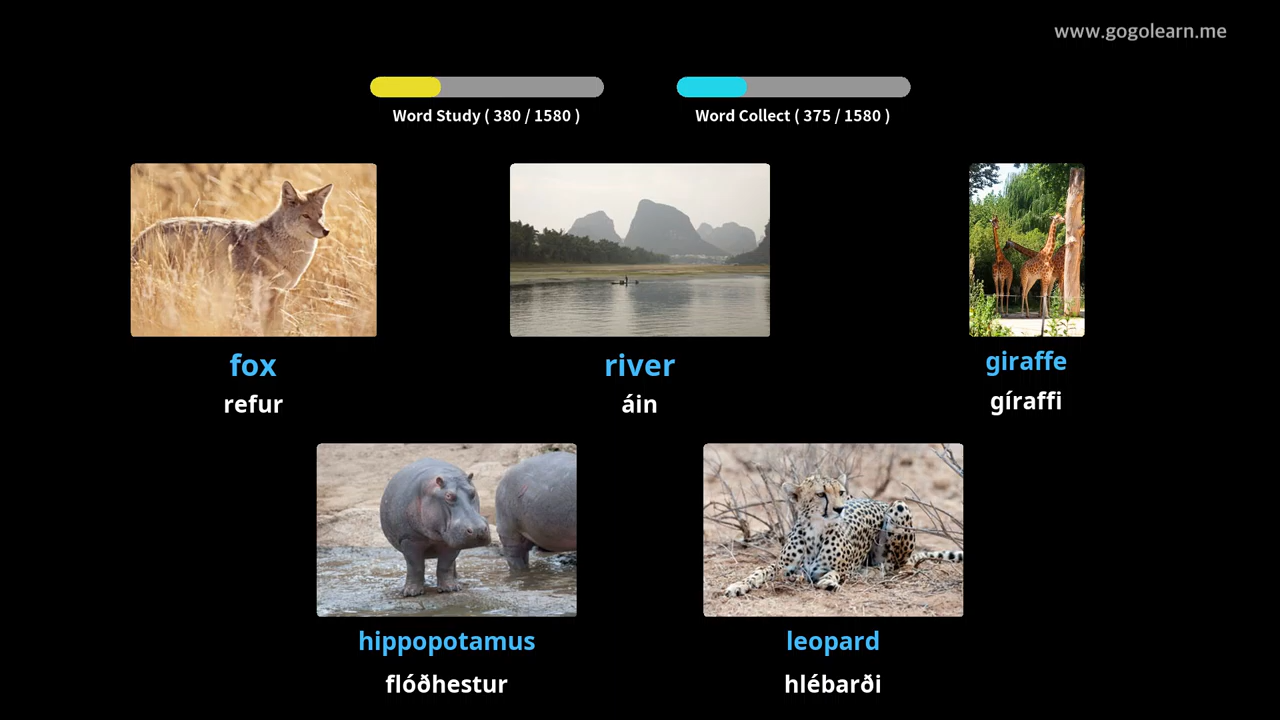 www.gogolearn.me
Word Study ( 380 / 1580 )
Word Collect ( 375 / 1580 )
fox
refur
river
áin
giraffe
gíraffi
hippopotamus
flóðhestur
leopard
hlébarði